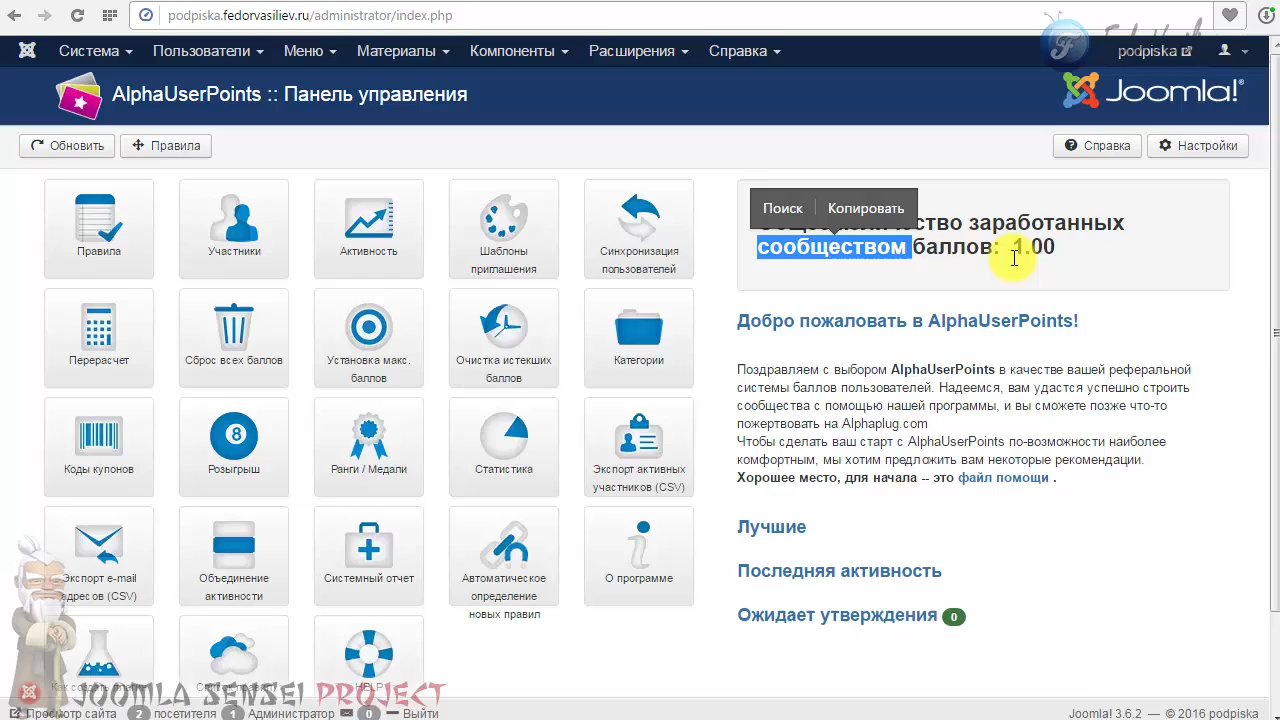 podpiska.fedorvasiliev.ru/administrator/index.php
Система Пользователи Меню Материалы Компоненты Расширения Справка podpiska
AlphaUserPoints :: Панель управления
Joomla!®
Обновить Правила Справка Настройки
Поиск Копировать
заработанных
сообществом баллов: 1.00
Правила
Участники
Активность
Шаблоны
приглашения
Синхронизация
пользователей
Перерасчет
Сброс всех баллов
Установка макс.
баллов
Очистка истекших
баллов
Категории
Коды купонов
8
Розыгрыш
Ранги / Медали
Статистика
Экспорт активных
участников (CSV)
Экспорт e-mail
адресов (CSV)
Объединение
активности
Системный отчет
Автоматическое
определение
новых правил
О программе
HELP
Добро пожаловать в AlphaUserPoints!
Поздравляем с выбором AlphaUserPoints в качестве вашей реферальной
системы баллов пользователей. Надеемся, вам удастся успешно строить
сообщества с помощью нашей программы, и вы сможете позже что-то
пожертвовать на Alphaplug.com
Чтобы сделать ваш старт с AlphaUserPoints по-возможности наиболее
комфортным, мы хотим предложить вам некоторые рекомендации.
Хорошее место, для начала -- это файл помощи .
Лучшие
Последняя активность
Ожидает утверждения 0
JOOMLA SENSEI PROJECT
Просмотр сайта 2 посетителя 1 Администратор 0 Выйти
Joomla! 3.6.2 — © 2016 podpiska